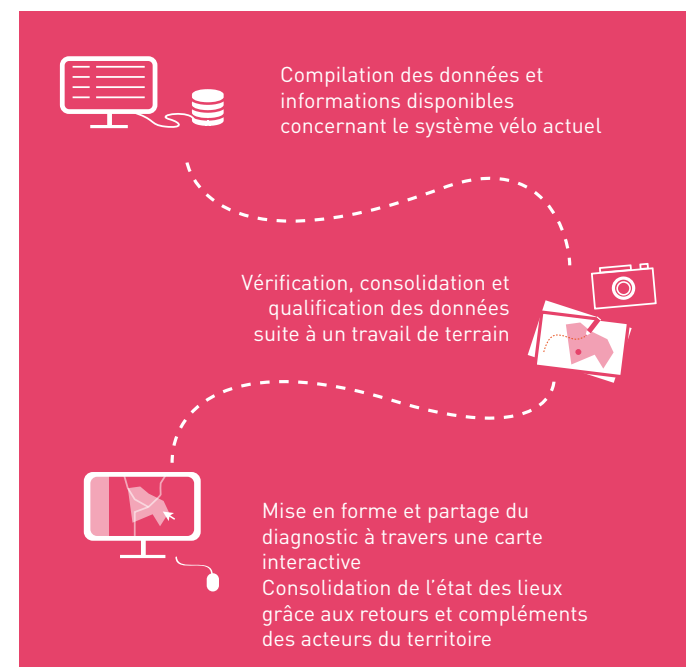 Compilation des données et
informations disponibles
concernant le système vélo actuel
Vérification, consolidation et
qualification des données
suite à un travail de terrain
Mise en forme et partage du
diagnostic à travers une carte
interactive
Consolidation de l’état des lieux
grâce aux retours et compléments
des acteurs du territoire